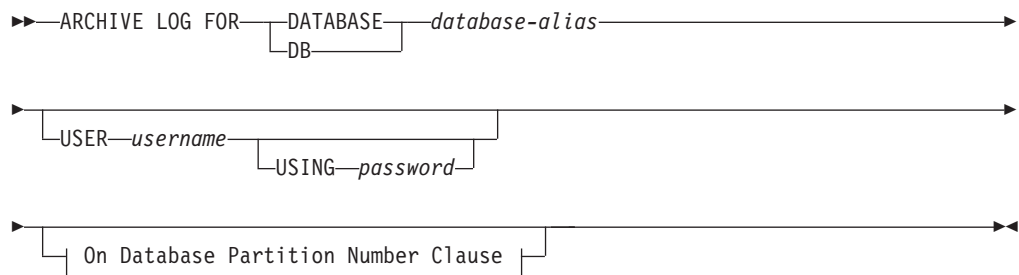 ARCHIVE LOG FOR DATABASE database-alias
DB
USER username
USING password
On Database Partition Number Clause